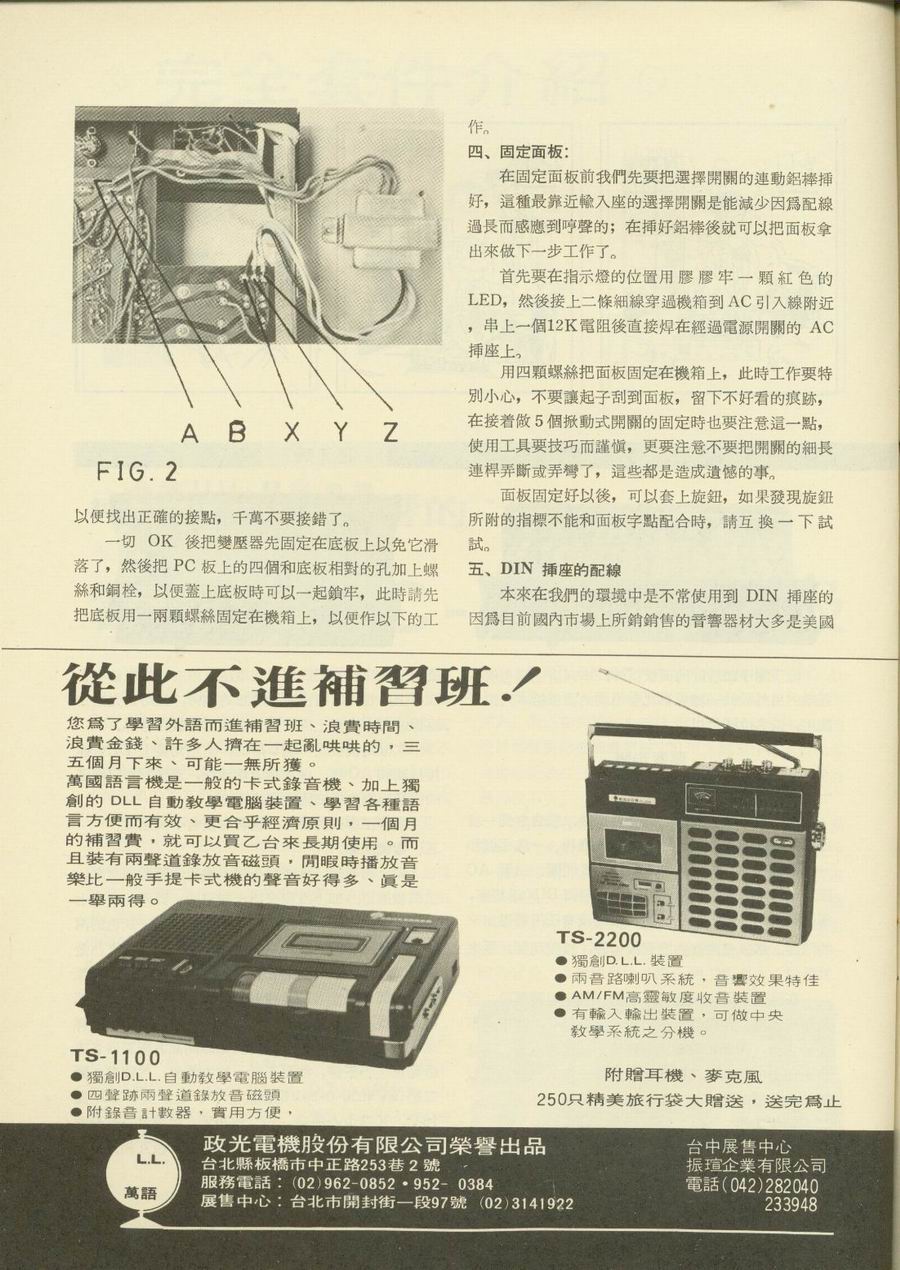 A B X Y Z
FIG. 2
以便找出正確的接點，千萬不要接錯了。
一切 OK 後把變壓器先固定在底板上以免它滑
落了，然後把 PC 板上的四個和底板相對的孔加上螺
絲和銅栓，以便蓋上底板時可以一起鎖牢，此時請先
把底板用一兩顆螺絲固定在機箱上，以便作以下的工
作。
四、固定面板：
在固定面板前我們先要把選擇開關的連動鋁棒揷
好，這種最靠近輸入座的選擇開關是能減少因爲配線
過長而感應到哼聲的；在揷好鋁棒後就可以把面板拿
出來做下一步工作了。
首先要在指示燈的位置用膠膠牢一顆紅色的
LED，然後接上二條細線穿過機箱到 AC 引入線附近
，串上一個12K電阻後直接焊在經過電源開關的 AC
揷座上。
用四顆螺絲把面板固定在機箱上，此時工作要特
別小心，不要讓起子刮到面板，留下不好看的痕跡，
在接着做 5 個掀動式開關的固定時也要注意這一點，
使用工具要技巧而謹愼，更要注意不要把開關的細長
連桿弄斷或弄彎了，這些都是造成遺憾的事。
面板固定好以後，可以套上旋鈕，如果發現旋鈕
所附的指標不能和面板字點配合時，請互換一下試
試。
五、DIN 揷座的配線
本來在我們的環境中是不常使用到 DIN 揷座的
因爲目前國內市場上所銷銷售的音響器材大多是美國
從此不進補習班！
您爲了學習外語而進補習班、浪費時間、
浪費金錢、許多人擠在一起亂哄哄的，三
五個月下來、可能一無所獲。
萬國語言機是一般的卡式錄音機、加上獨
創的 DLL 自動教學電腦裝置、學習各種語
言方便而有效、更合乎經濟原則，一個月
的補習費，就可以買乙台來長期使用。而
且裝有兩聲道錄放音磁頭，閒暇時播放音
樂比一般手提卡式機的聲音好得多、眞是
一舉兩得。
TS-1100
●獨創D.L.L.自動教學電腦裝置
●四聲跡兩聲道錄放音磁頭
●附錄音計數器，實用方便，
TS-2200
●獨創D.L.L.裝置
●兩音路喇叭系統，音響效果特佳
●AM/FM高靈敏度收音裝置
●有輸入輸出裝置，可做中央
教學系統之分機。
附贈耳機、麥克風
250只精美旅行袋大贈送，送完爲止
L.L.
萬語
政光電機股份有限公司榮譽出品
台北縣板橋市中正路253巷 2 號
服務電話：(02)962-0852•952-0384
展售中心：台北市開封街一段97號 (02)3141922
台中展售中心
振瑄企業有限公司
電話(042)282040
233948